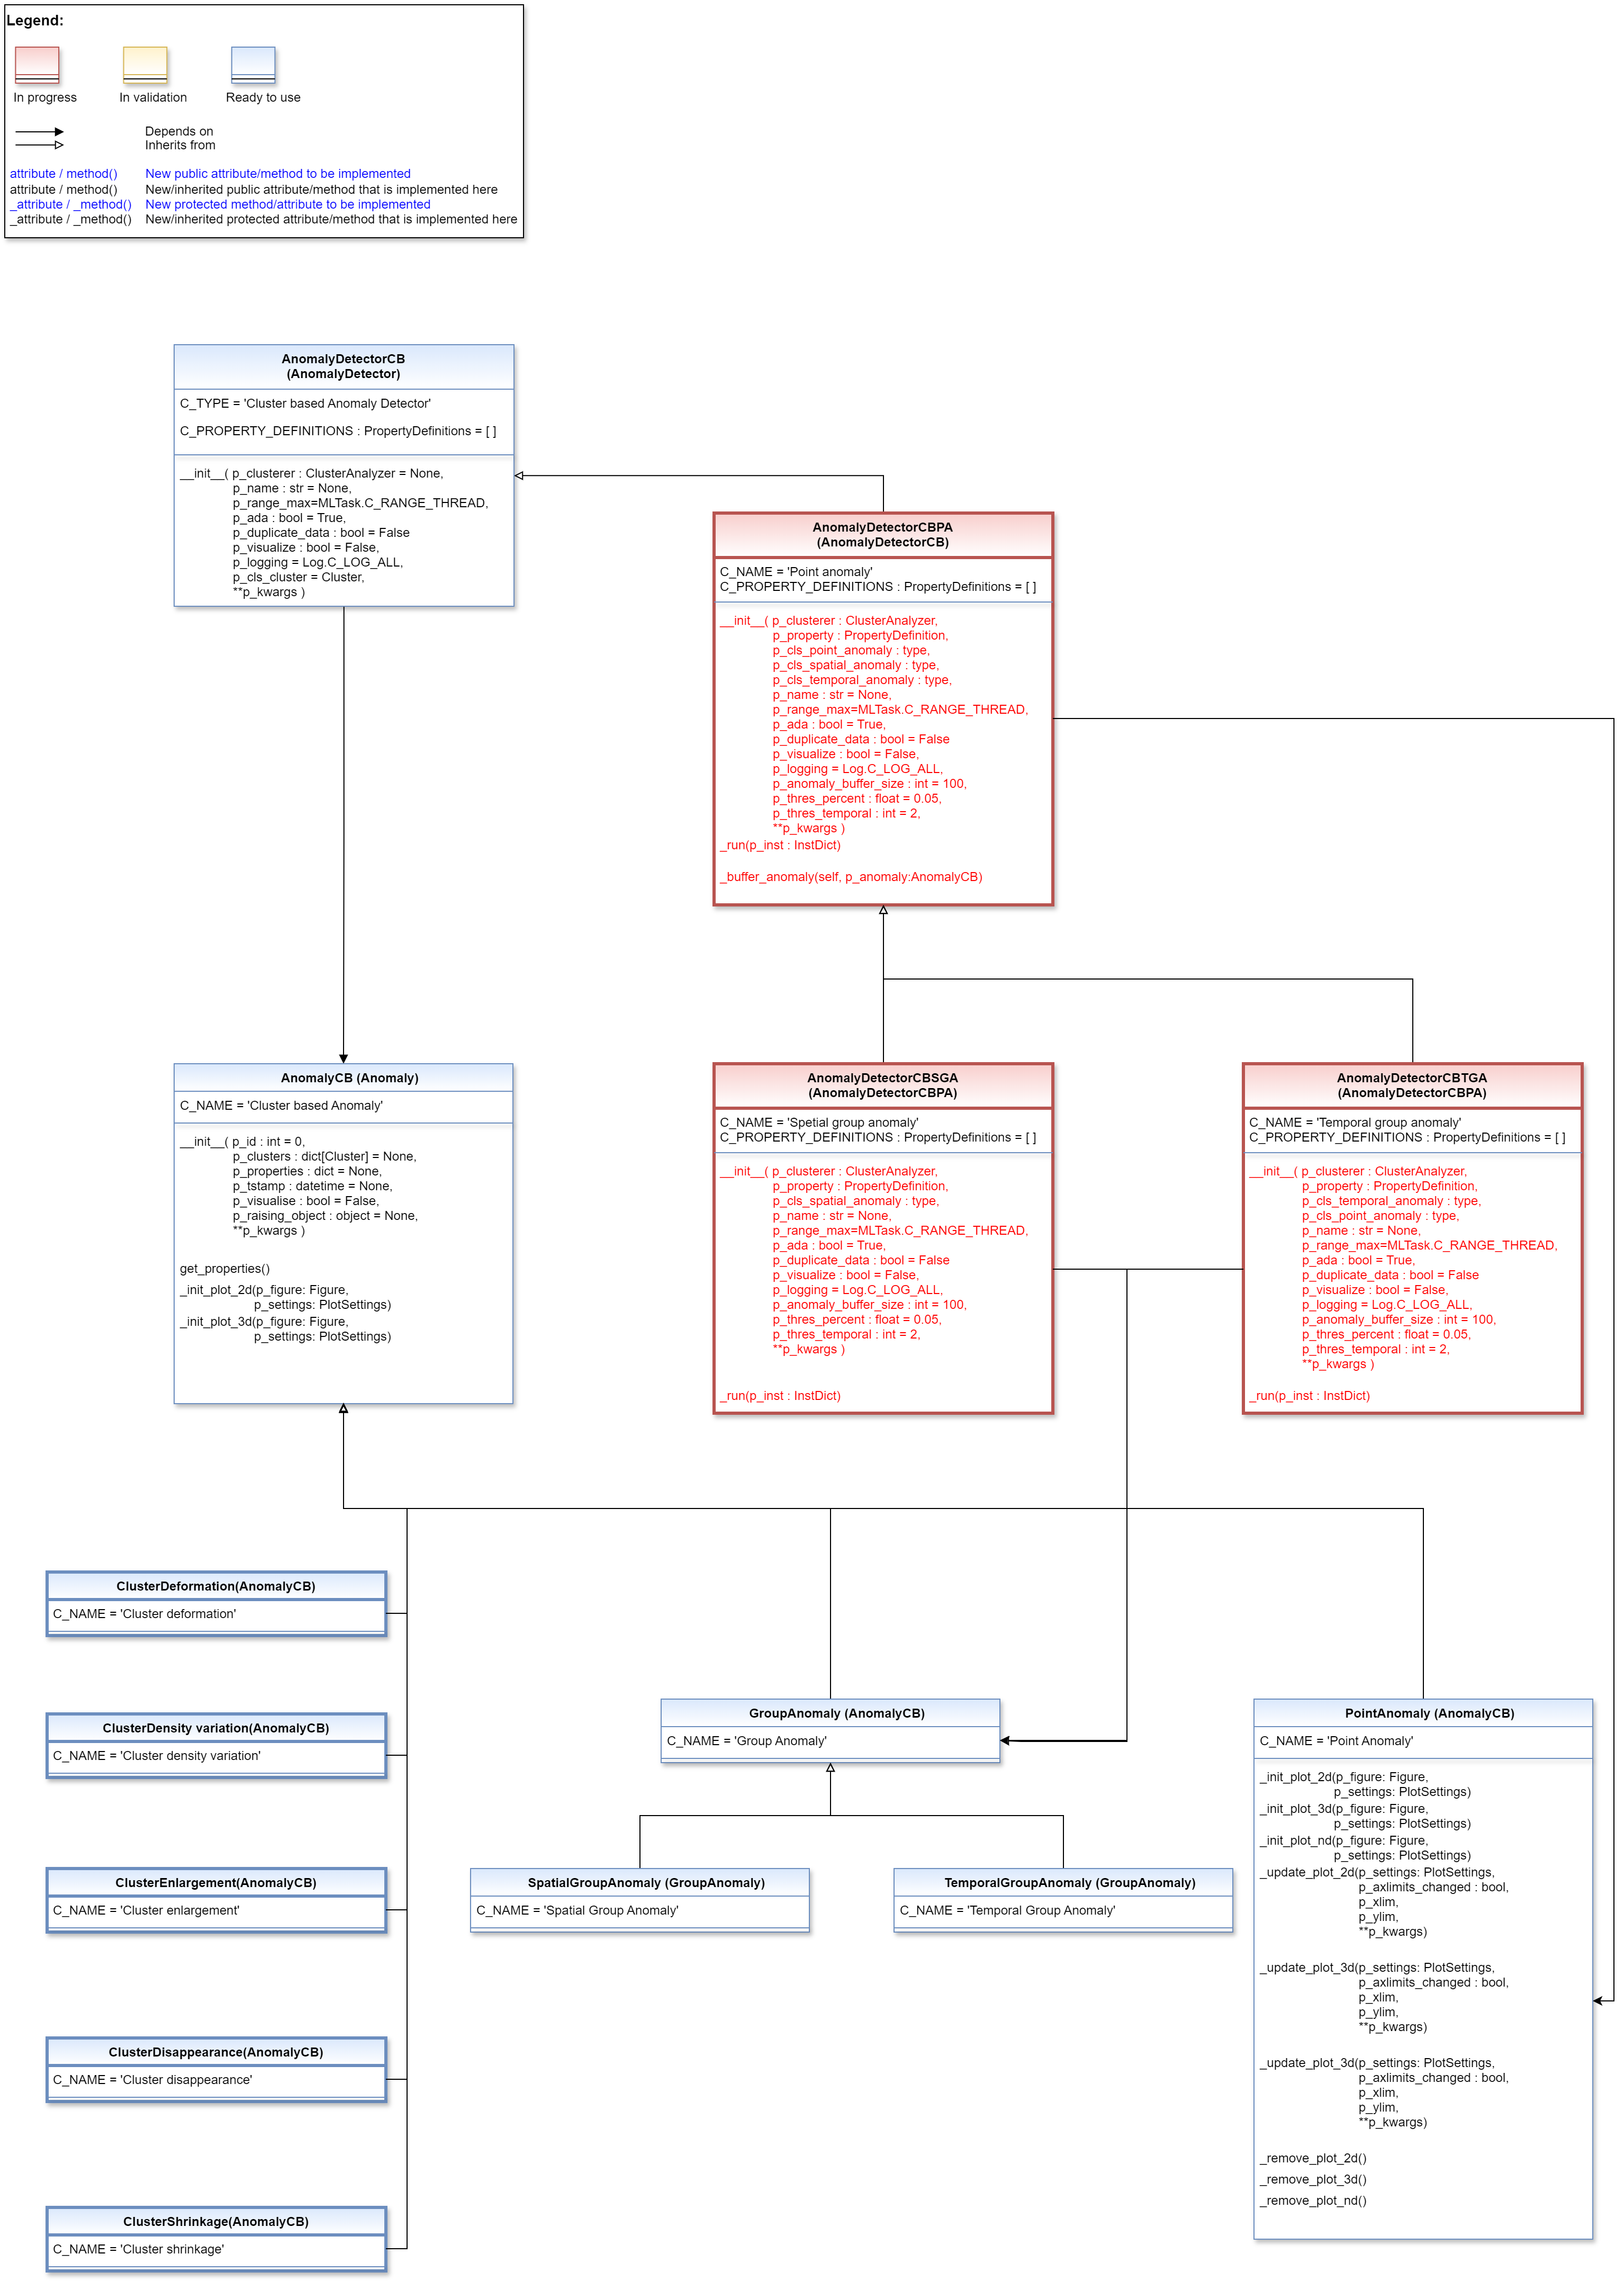 Legend:
In progress
In validation
Ready to use
Depends on
Inherits from
attribute / method() New public attribute/method to be implemented
attribute / method() New/inherited public attribute/method that is implemented here
_attribute / _method() New protected method/attribute to be implemented
_attribute / _method() New/inherited protected attribute/method that is implemented here
AnomalyDetectorCB
(AnomalyDetector)
C_TYPE = 'Cluster based Anomaly Detector'
C_PROPERTY_DEFINITIONS : PropertyDefinitions = [ ]
__init__( p_clusterer : ClusterAnalyzer = None,
p_name : str = None,
p_range_max=MLTask.C_RANGE_THREAD,
p_ada : bool = True,
p_duplicate_data : bool = False
p_visualize : bool = False,
p_logging = Log.C_LOG_ALL,
p_cls_cluster = Cluster,
**p_kwargs )
AnomalyDetectorCBPA
(AnomalyDetectorCB)
C_NAME = 'Point anomaly'
C_PROPERTY_DEFINITIONS : PropertyDefinitions = [ ]
__init__( p_clusterer : ClusterAnalyzer,
p_property : PropertyDefinition,
p_cls_point_anomaly : type,
p_cls_spatial_anomaly : type,
p_cls_temporal_anomaly : type,
p_name : str = None,
p_range_max=MLTask.C_RANGE_THREAD,
p_ada : bool = True,
p_duplicate_data : bool = False
p_visualize : bool = False,
p_logging = Log.C_LOG_ALL,
p_anomaly_buffer_size : int = 100,
p_thres_percent : float = 0.05,
p_thres_temporal : int = 2,
**p_kwargs )
_run(p_inst : InstDict)
_buffer_anomaly(self, p_anomaly:AnomalyCB)
AnomalyCB (Anomaly)
C_NAME = 'Cluster based Anomaly'
__init__( p_id : int = 0,
p_clusters : dict[Cluster] = None,
p_properties : dict = None,
p_tstamp : datetime = None,
p_visualise : bool = False,
p_raising_object : object = None,
**p_kwargs )
get_properties()
_init_plot_2d(p_figure: Figure,
p_settings: PlotSettings)
_init_plot_3d(p_figure: Figure,
p_settings: PlotSettings)
AnomalyDetectorCBSGA
(AnomalyDetectorCBPA)
C_NAME = 'Spetial group anomaly'
C_PROPERTY_DEFINITIONS : PropertyDefinitions = [ ]
__init__( p_clusterer : ClusterAnalyzer,
p_property : PropertyDefinition,
p_cls_spatial_anomaly : type,
p_name : str = None,
p_range_max=MLTask.C_RANGE_THREAD,
p_ada : bool = True,
p_duplicate_data : bool = False
p_visualize : bool = False,
p_logging = Log.C_LOG_ALL,
p_anomaly_buffer_size : int = 100,
p_thres_percent : float = 0.05,
p_thres_temporal : int = 2,
**p_kwargs )
_run(p_inst : InstDict)
AnomalyDetectorCBTGA
(AnomalyDetectorCBPA)
C_NAME = 'Temporal group anomaly'
C_PROPERTY_DEFINITIONS : PropertyDefinitions = [ ]
__init__( p_clusterer : ClusterAnalyzer,
p_property : PropertyDefinition,
p_cls_temporal_anomaly : type,
p_cls_point_anomaly : type,
p_name : str = None,
p_range_max=MLTask.C_RANGE_THREAD,
p_ada : bool = True,
p_duplicate_data : bool = False
p_visualize : bool = False,
p_logging = Log.C_LOG_ALL,
p_anomaly_buffer_size : int = 100,
p_thres_percent : float = 0.05,
p_thres_temporal : int = 2,
**p_kwargs )
_run(p_inst : InstDict)
ClusterDeformation(AnomalyCB)
C_NAME = 'Cluster deformation'
ClusterDensity variation(AnomalyCB)
C_NAME = 'Cluster density variation'
ClusterEnlargement(AnomalyCB)
C_NAME = 'Cluster enlargement'
ClusterDisappearance(AnomalyCB)
C_NAME = 'Cluster disappearance'
ClusterShrinkage(AnomalyCB)
C_NAME = 'Cluster shrinkage'
GroupAnomaly (AnomalyCB)
C_NAME = 'Group Anomaly'
SpatialGroupAnomaly (GroupAnomaly)
C_NAME = 'Spatial Group Anomaly'
TemporalGroupAnomaly (GroupAnomaly)
C_NAME = 'Temporal Group Anomaly'
PointAnomaly (AnomalyCB)
C_NAME = 'Point Anomaly'
_init_plot_2d(p_figure: Figure,
p_settings: PlotSettings)
_init_plot_3d(p_figure: Figure,
p_settings: PlotSettings)
_init_plot_nd(p_figure: Figure,
p_settings: PlotSettings)
_update_plot_2d(p_settings: PlotSettings,
p_axlimits_changed : bool,
p_xlim,
p_ylim,
**p_kwargs)
_update_plot_3d(p_settings: PlotSettings,
p_axlimits_changed : bool,
p_xlim,
p_ylim,
**p_kwargs)
_update_plot_3d(p_settings: PlotSettings,
p_axlimits_changed : bool,
p_xlim,
p_ylim,
**p_kwargs)
_remove_plot_2d()
_remove_plot_3d()
_remove_plot_nd()